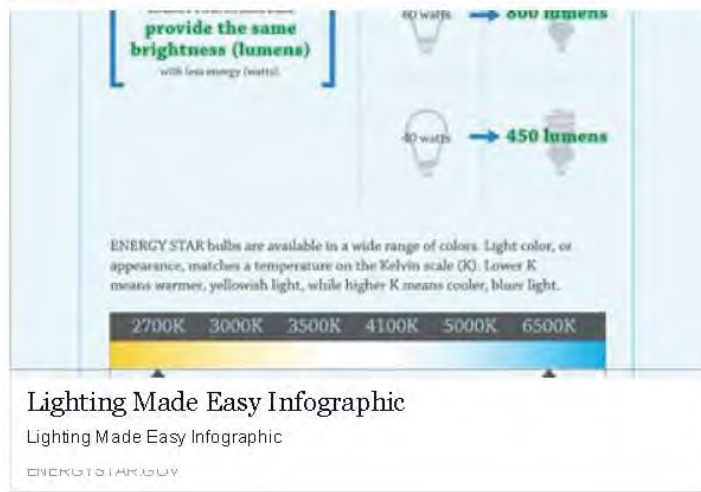 provide the same
brightness (lumens)
with less energy (watts).
60 watts 800 lumens
40 watts 450 lumens
ENERGY STAR bulbs are available in a wide range of colors. Light color, or
appearance, matches a temperature on the Kelvin scale (K). Lower K
means warmer, yellowish light, while higher K means cooler, bluer light.
2700K 3000K 3500K 4100K 5000K 6500K
Lighting Made Easy Infographic
Lighting Made Easy Infographic
ENERGYSTAR.GOV